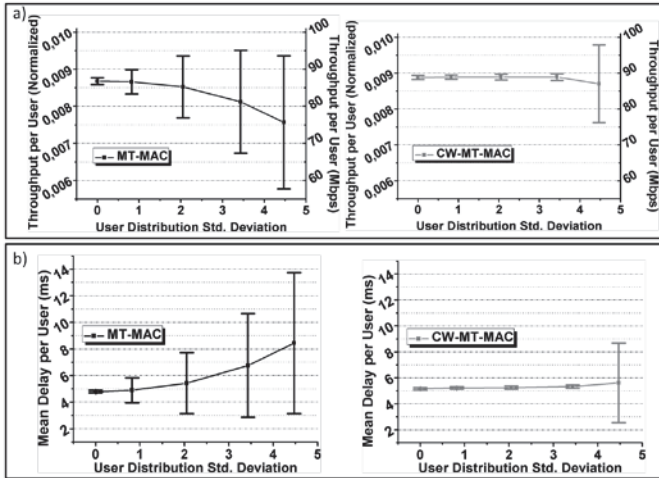 a)
Throughput per User (Normalized)
0,010
0,009
0,008
0,007
0,006
MT-MAC
100
90
80
70
60
Throughput per User (Mbps)
0 1 2 3 4 5
User Distribution Std. Deviation
Throughput per User (Normalized)
0,010
0,009
0,008
0,007
0,006
CW-MT-MAC
100
90
80
70
60
Throughput per User (Mbps)
0 1 2 3 4 5
User Distribution Std. Deviation
b)
Mean Delay per User (ms)
14
12
10
8
6
4
2
MT-MAC
0 1 2 3 4 5
User Distribution Std. Deviation
Mean Delay per User (ms)
14
12
10
8
6
4
2
CW-MT-MAC
0 1 2 3 4 5
User Distribution Std. Deviation